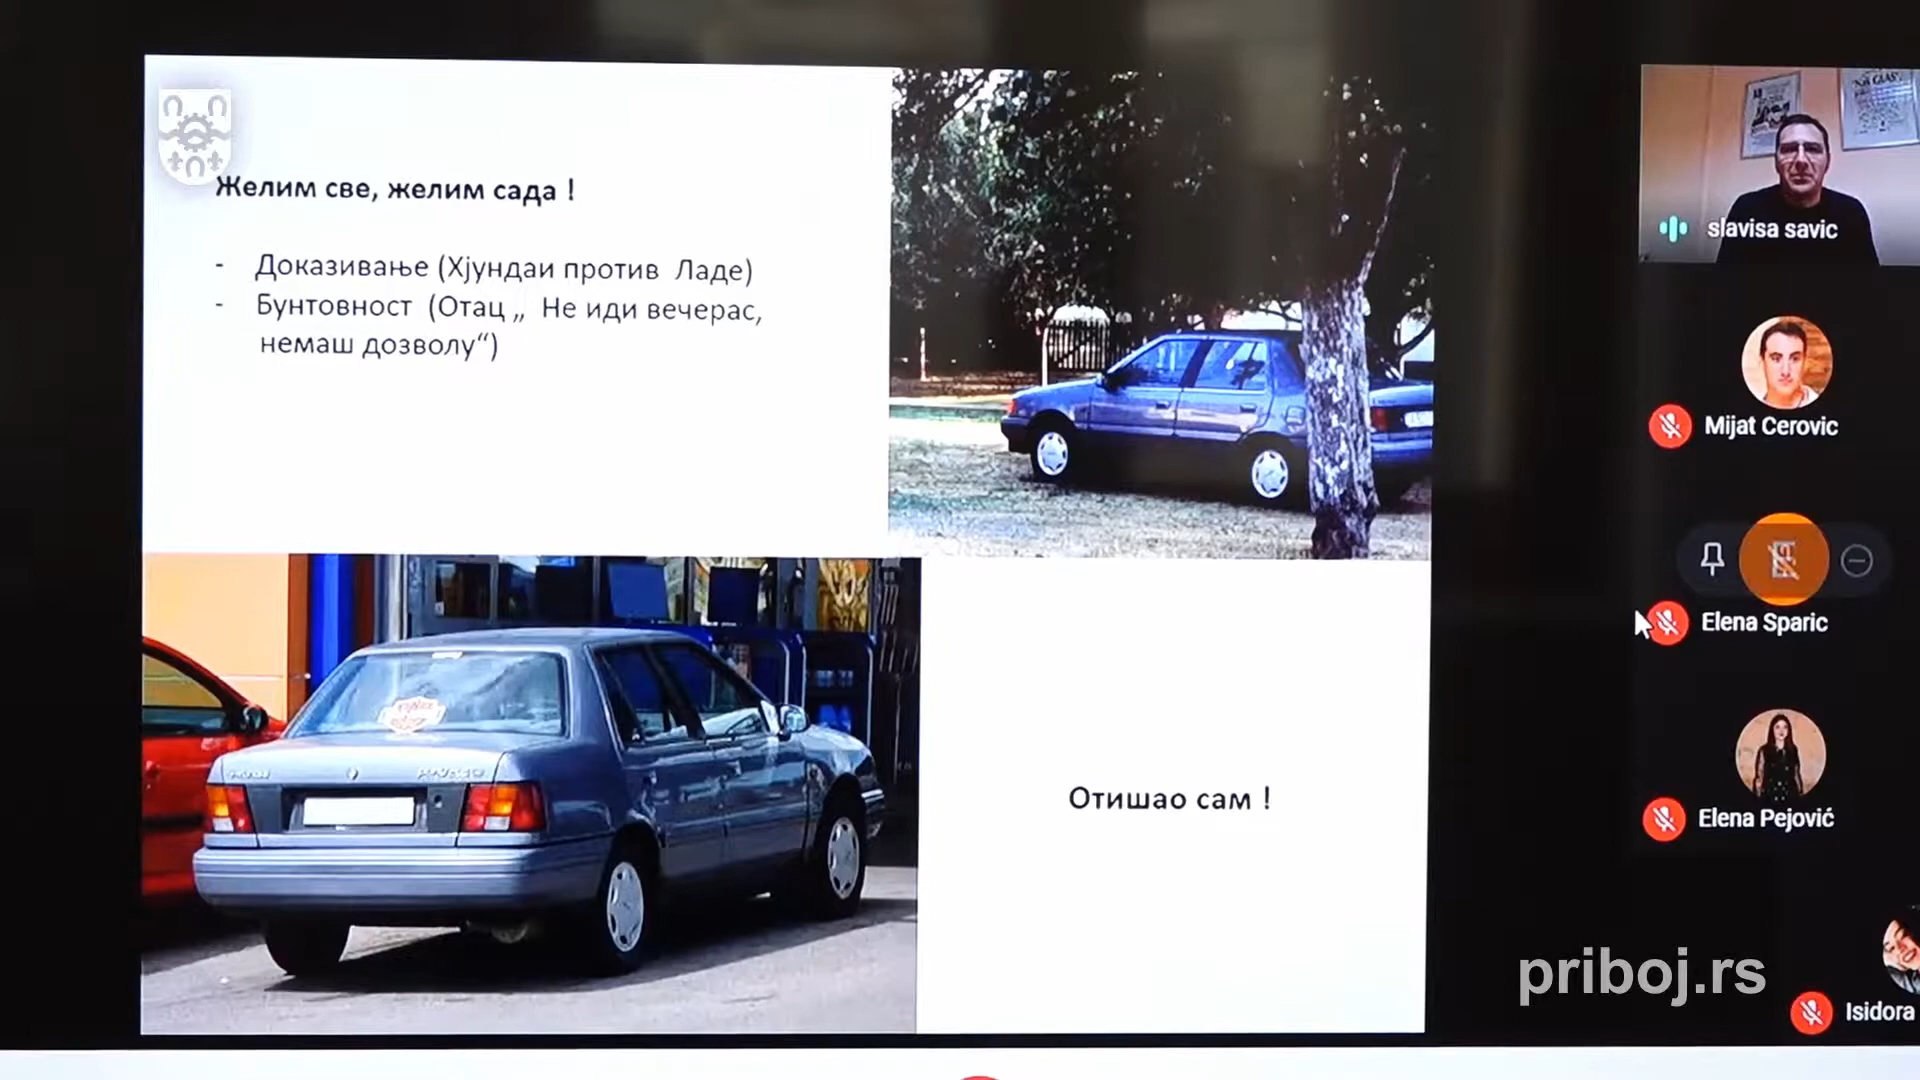 Желим све, желим сада !
- Доказивање (Хјундаи против Ладе)
- Бунтовност (Отац „ Не иди вечерас,
немаш дозволу“)
Отишао сам !
slavisa savic
Mijat Cerovic
Elena Sparic
Elena Pejović
Isidora
priboj.rs